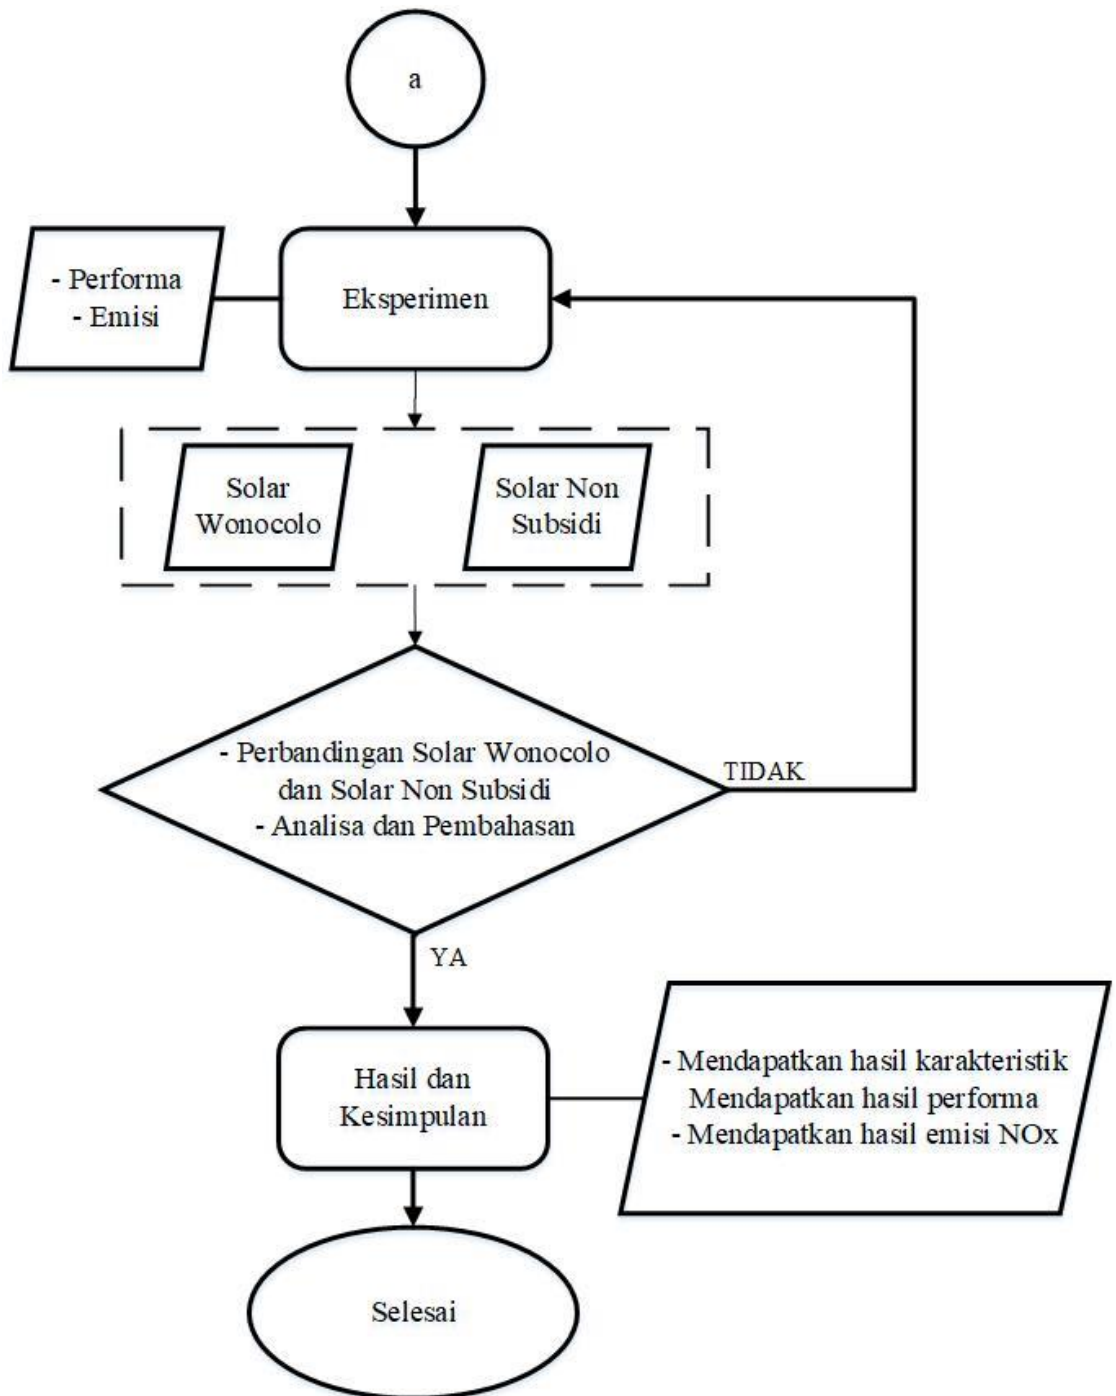 a
- Performa
- Emisi
Eksperimen
Solar
Wonocolo
Solar Non
Subsidi
- Perbandingan Solar Wonocolo
dan Solar Non Subsidi
- Analisa dan Pembahasan
TIDAK
YA
Hasil dan
Kesimpulan
- Mendapatkan hasil karakteristik
Mendapatkan hasil performa
- Mendapatkan hasil emisi NOx
Selesai